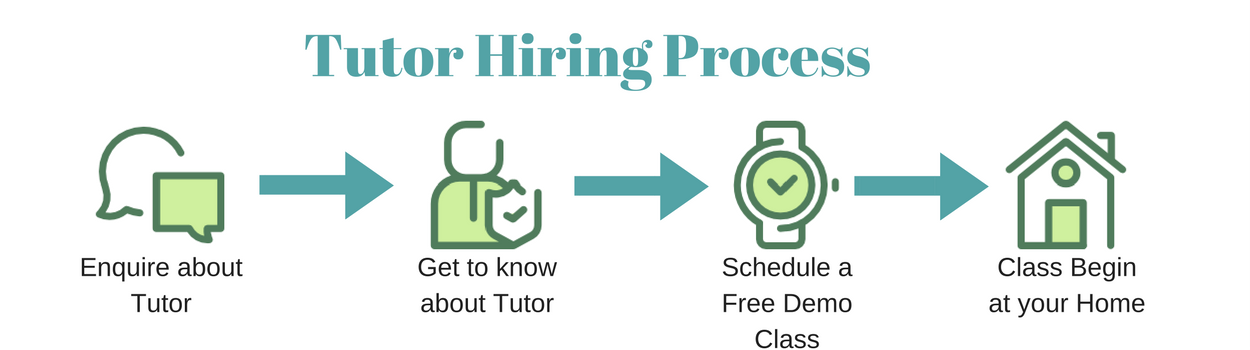 Tutor Hiring Process
Enquire about
Tutor
Get to know
about Tutor
Schedule a
Free Demo
Class
Class Begin
at your Home